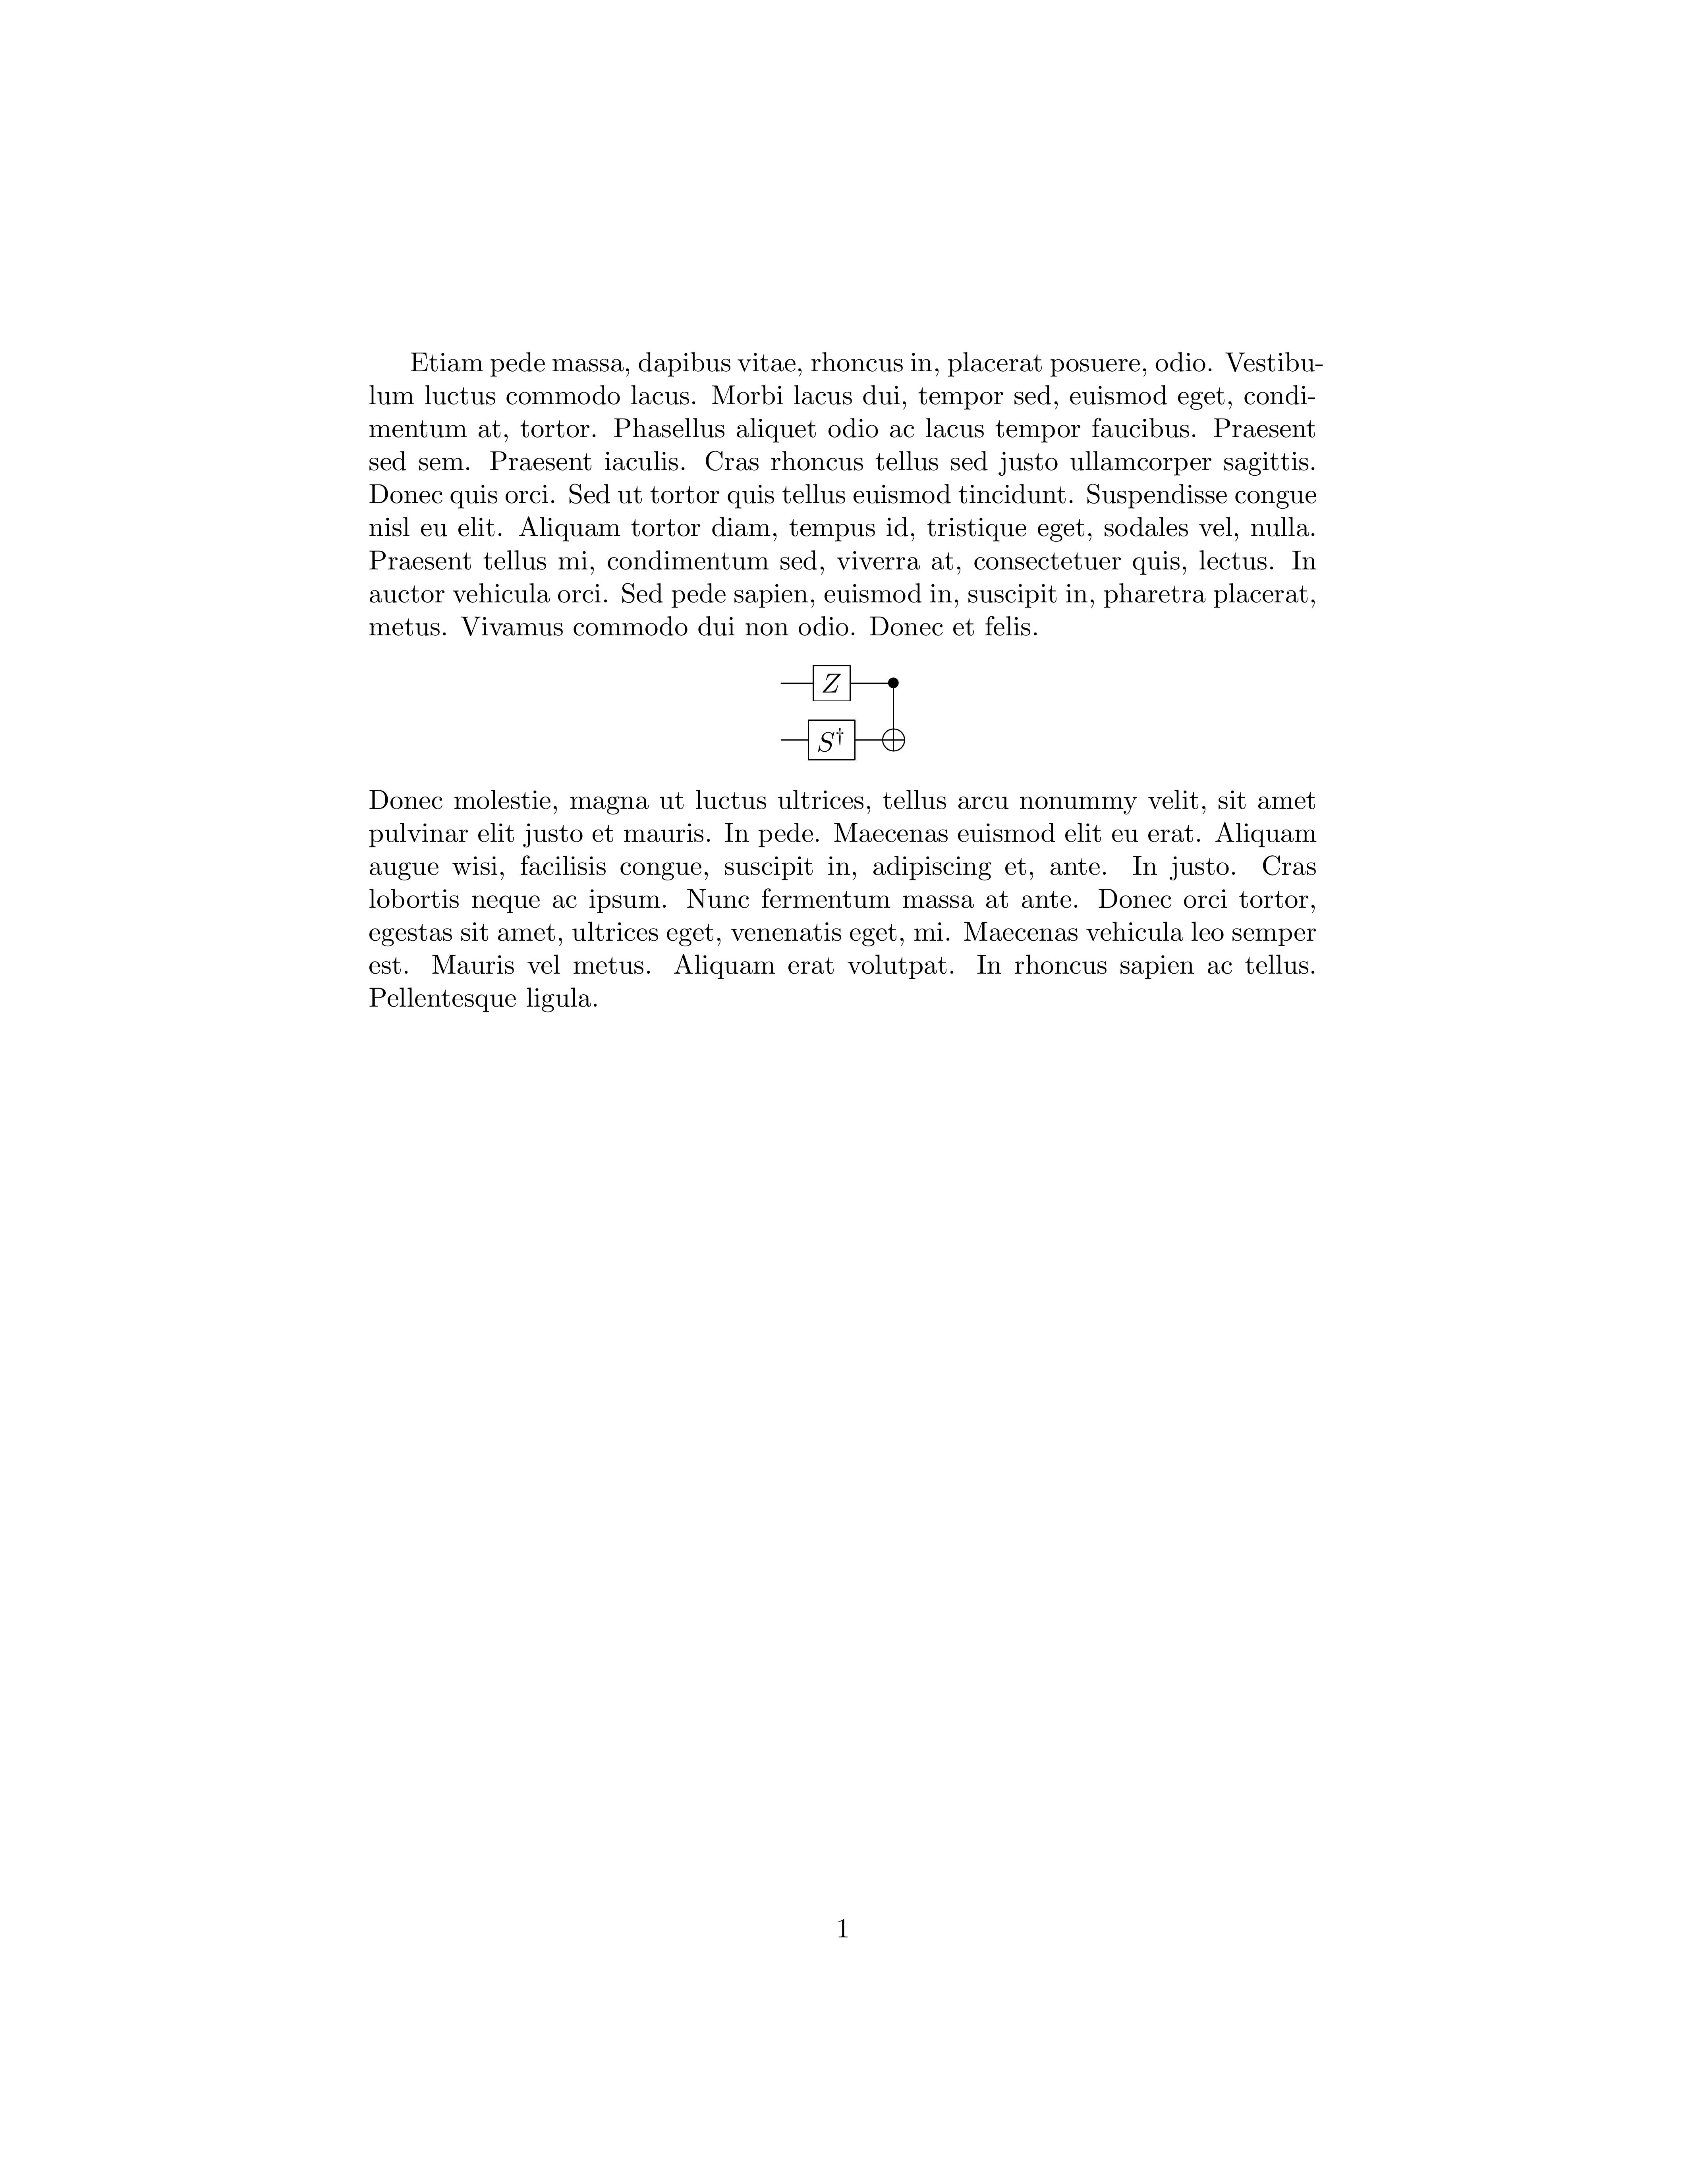 Etiam pede massa, dapibus vitae, rhoncus in, placerat posuere, odio. Vestibu-
lum luctus commodo lacus. Morbi lacus dui, tempor sed, euismod eget, condi-
mentum at, tortor. Phasellus aliquet odio ac lacus tempor faucibus. Praesent
sed sem. Praesent iaculis. Cras rhoncus tellus sed justo ullamcorper sagittis.
Donec quis orci. Sed ut tortor quis tellus euismod tincidunt. Suspendisse congue
nisl eu elit. Aliquam tortor diam, tempus id, tristique eget, sodales vel, nulla.
Praesent tellus mi, condimentum sed, viverra at, consectetuer quis, lectus. In
auctor vehicula orci. Sed pede sapien, euismod in, suscipit in, pharetra placerat,
metus. Vivamus commodo dui non odio. Donec et felis.
Z
S†
Donec molestie, magna ut luctus ultrices, tellus arcu nonummy velit, sit amet
pulvinar elit justo et mauris. In pede. Maecenas euismod elit eu erat. Aliquam
augue wisi, facilisis congue, suscipit in, adipiscing et, ante. In justo. Cras
lobortis neque ac ipsum. Nunc fermentum massa at ante. Donec orci tortor,
egestas sit amet, ultrices eget, venenatis eget, mi. Maecenas vehicula leo semper
est. Mauris vel metus. Aliquam erat volutpat. In rhoncus sapien ac tellus.
Pellentesque ligula.
1